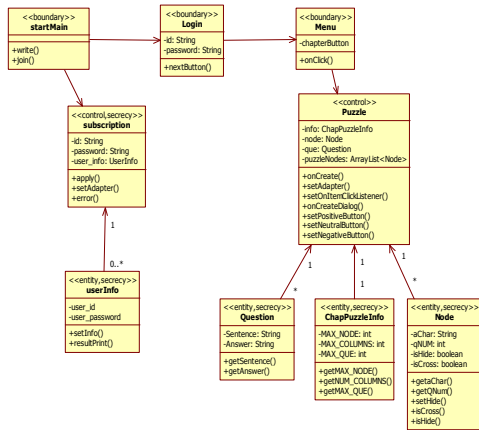 <<boundary>>
startMain
+write()
+Join()
<<boundary>>
Login
-id: String
-password: String
+nextButton()
<<boundary>>
Menu
-chapterButton
+onClick()
<<control,secrecy>>
subscription
-id: String
-password: String
-user_info: UserInfo
+apply()
+setAdapter()
+error()
<<control>>
Puzzle
-info: ChapPuzzleInfo
-node: Node
-que: Question
-puzzleNodes: ArrayList<Node>
+onCreate()
+setAdapter()
+setOnItemClickListener()
+onCreateDialog()
+setPositiveButton()
+setNeutralButton()
+setNegativeButton()
1
0..*
<<entity,secrecy>>
userInfo
-user_id
-user_password
+setInfo()
+resultPrint()
1
*
1
1
1
*
<<entity,secrecy>>
Question
-Sentence: String
-Answer: String
+getSentence()
+getAnswer()
<<entity,secrecy>>
ChapPuzzleInfo
-MAX_NODE: int
-MAX_COLUMNS: int
-MAX_QUE: int
+getMAX_NODE()
+getNUM_COLUMNS()
+getMAX_QUE()
<<entity,secrecy>>
Node
-aChar: String
-qNUM: int
-isHide: boolean
-isCross: boolean
+getaChar()
+getQNum()
+setHide()
+isCross()
+isHide()